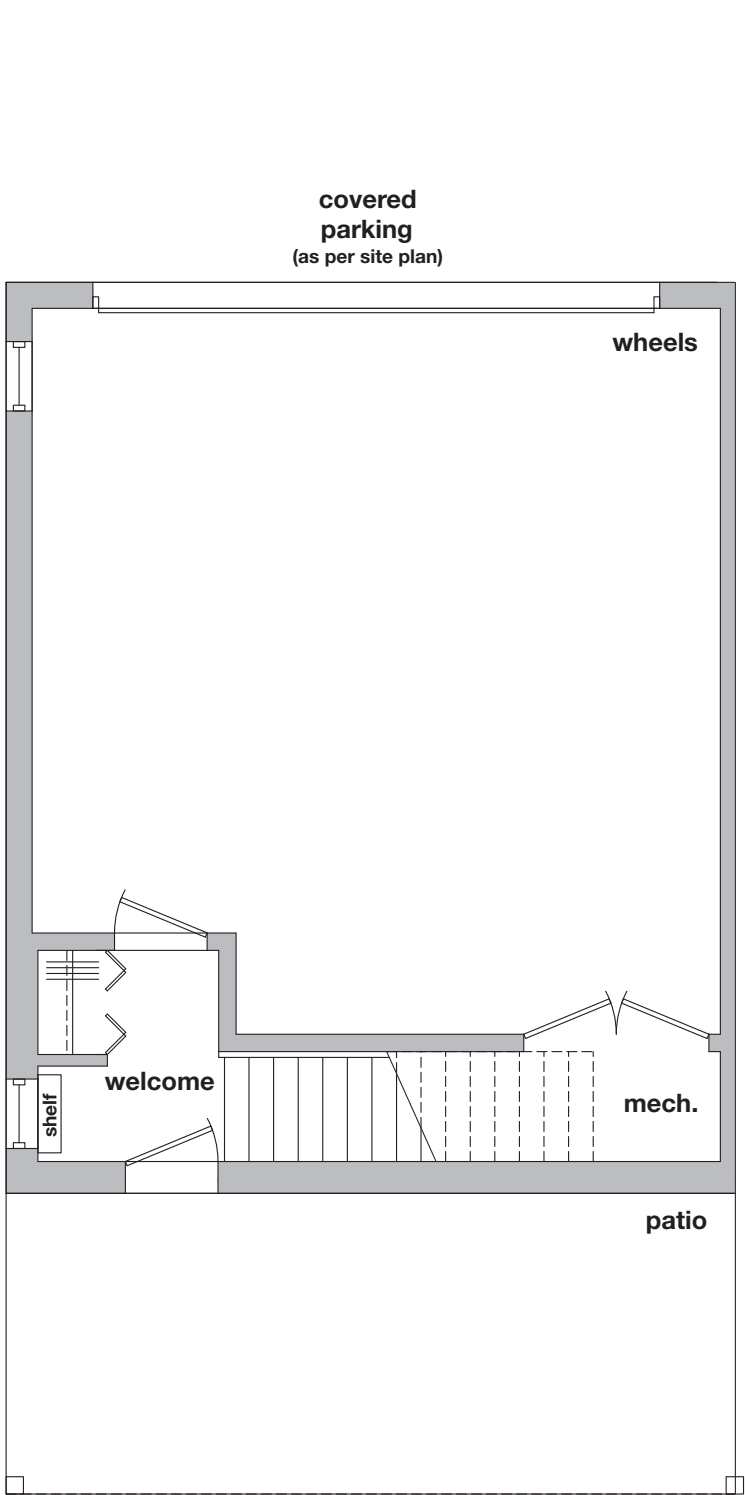 covered
parking
(as per site plan)
wheels
welcome
shelf
mech.
patio